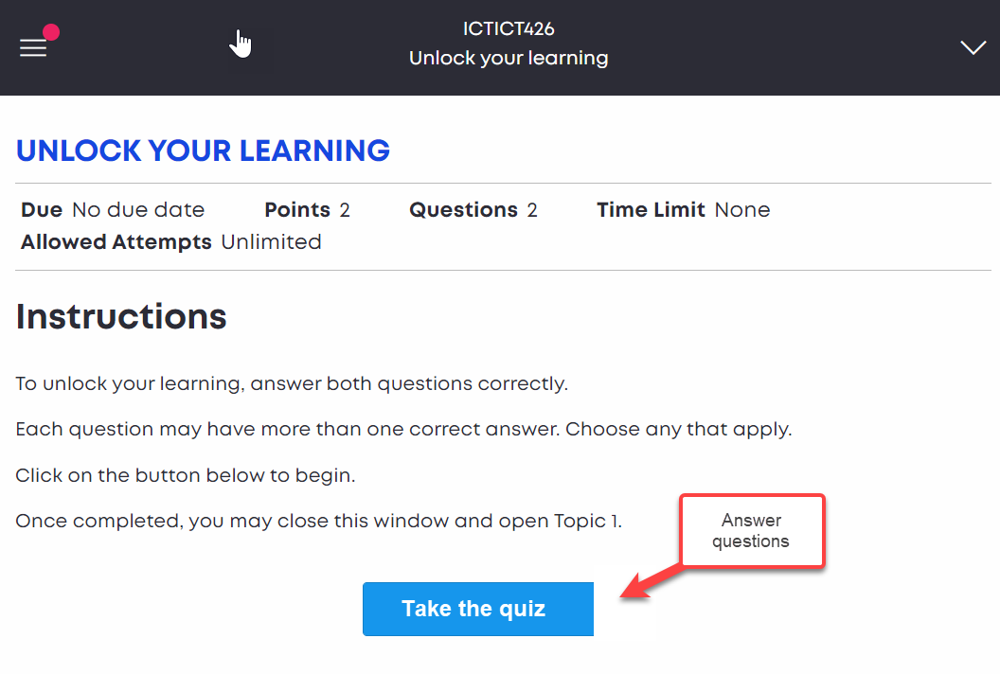 ICTICT426
Unlock your learning
UNLOCK YOUR LEARNING
Due No due date Points 2 Questions 2 Time Limit None
Allowed Attempts Unlimited
Instructions
To unlock your learning, answer both questions correctly.
Each question may have more than one correct answer. Choose any that apply.
Click on the button below to begin.
Once completed, you may close this window and open Topic 1.
Answer
questions
Take the quiz